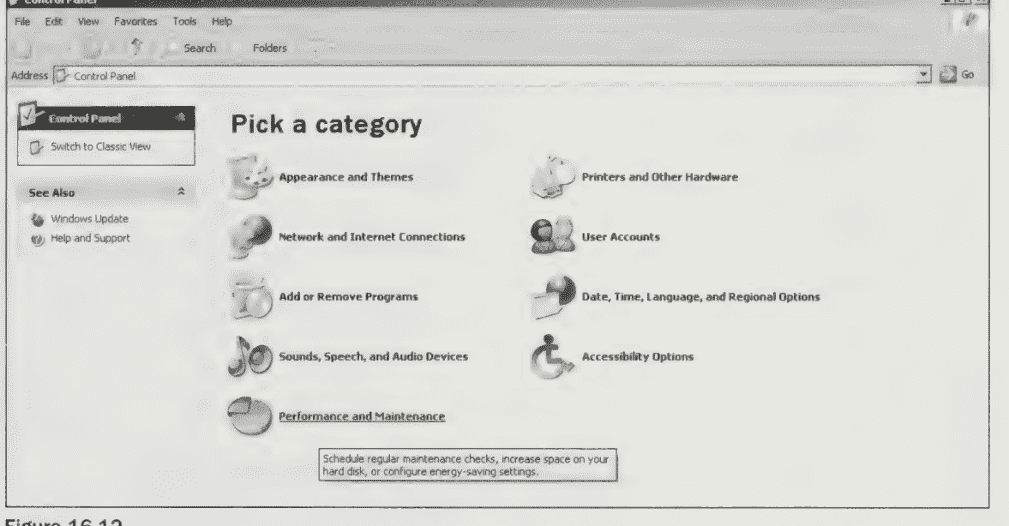 Control Panel
File Edit View Favorites Tools Help
Search Folders
Address Control Panel Go
Control Panel
Switch to Classic View
See Also
Windows Update
Help and Support
Pick a category
Appearance and Themes
Printers and Other Hardware
Network and Internet Connections
User Accounts
Add or Remove Programs
Date, Time, Language, and Regional Options
Sounds, Speech, and Audio Devices
Accessibility Options
Performance and Maintenance
Schedule regular maintenance checks, increase space on your
hard disk, or configure energy-saving settings.
Figure 16.12